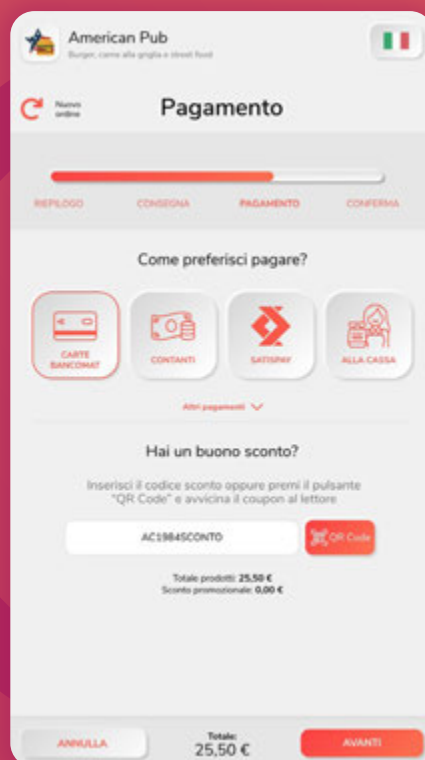 American Pub
Burger, carne alla griglia e street food
Nuovo
ordine
Pagamento
RIEPILOGO CONSEGNA PAGAMENTO CONFERMA
Come preferisci pagare?
CARTE
BANCOMAT
CONTANTI
SATISPAY
ALLA CASSA
Altri pagamenti
Hai un buono sconto?
Inserisci il codice sconto oppure premi il pulsante
"QR Code" e avvicina il coupon al lettore
AC1984SCONTO
QR Code
Totale prodotti: 25,50 €
Sconto promozionale: 0,00 €
ANNULLA
Totale:
25,50 €
AVANTI